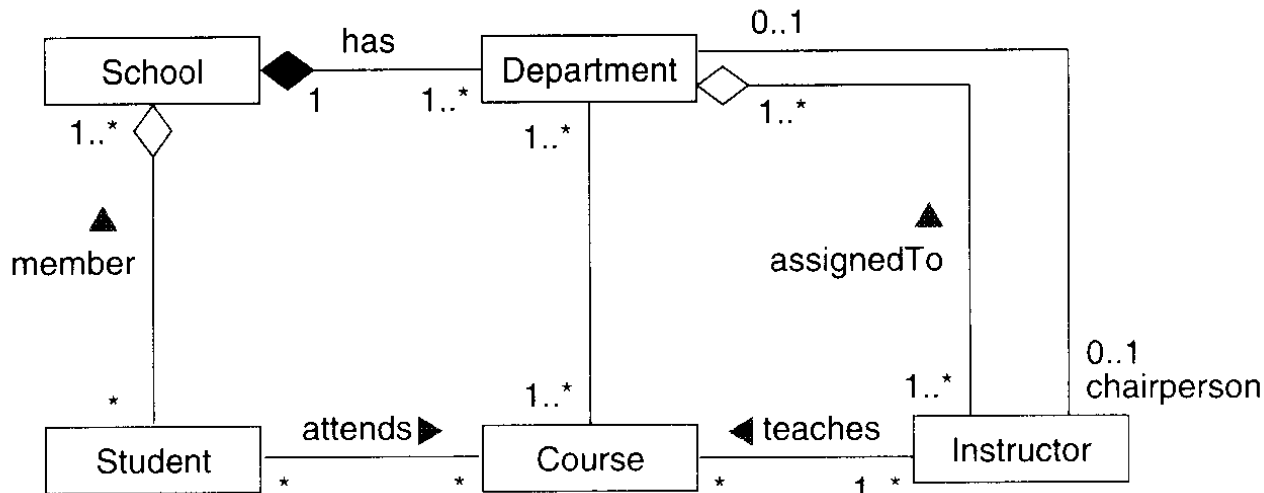 0..1
has
School
Department
1
1..*
1..*
1..*
1..*
member
assignedTo
0..1
chairperson
*
1..*
1..*
attends
teaches
Student
Course
Instructor
*
*
*